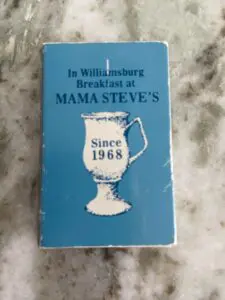 In Williamsburg
Breakfast at
MAMA STEVE'S
Since
1968